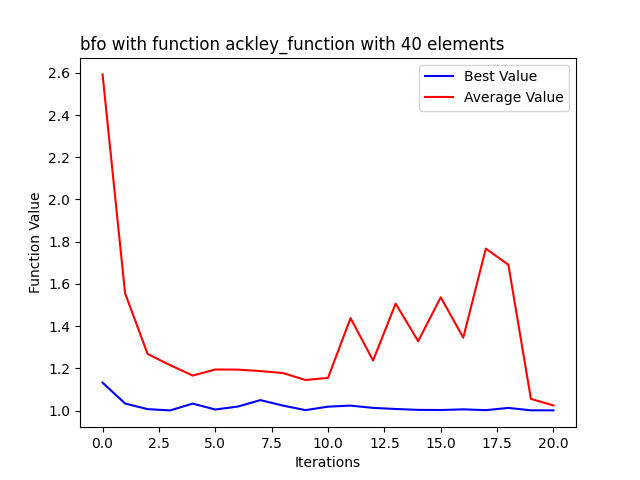 bfo with function ackley_function with 40 elements
Best Value
Average Value
2.6
2.4
2.2
2.0
1.8
1.6
1.4
1.2
1.0
Function Value
0.0 2.5 5.0 7.5 10.0 12.5 15.0 17.5 20.0
Iterations